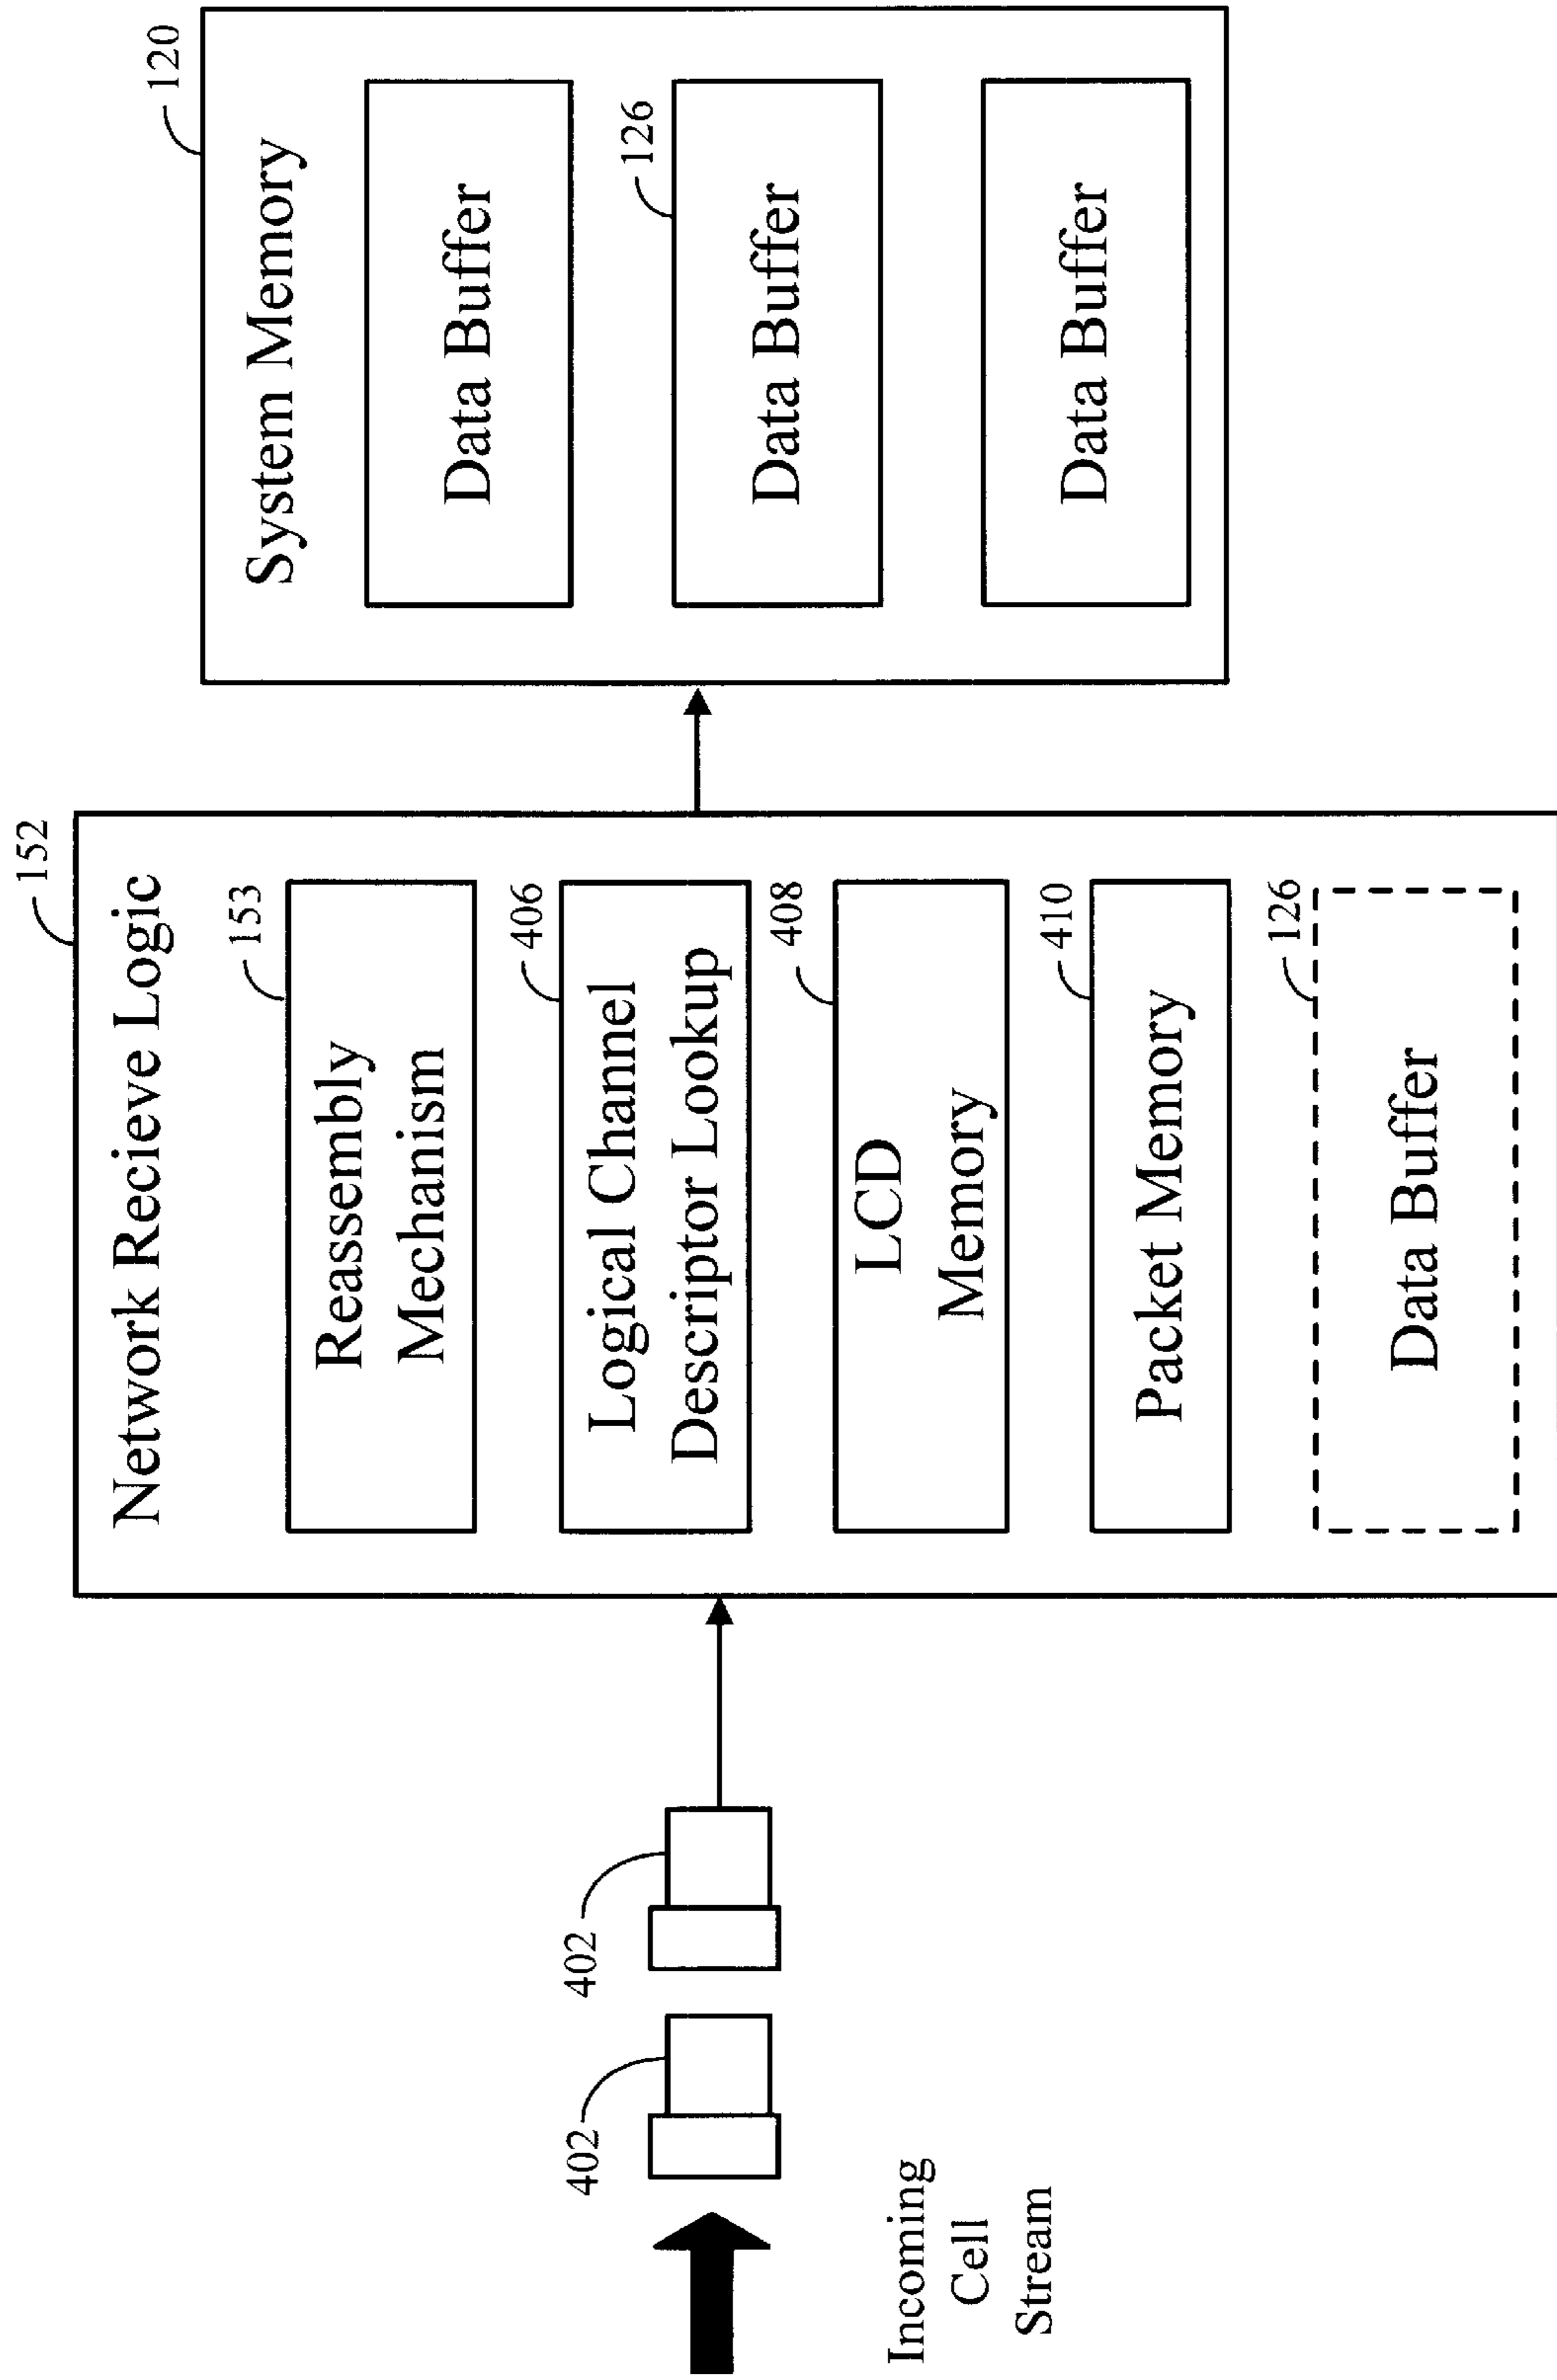 152
Network Recieve Logic
153
Reassembly
Mechanism
406
Logical Channel
Descriptor Lookup
408
LCD
Memory
410
Packet Memory
126
Data Buffer
120
System Memory
Data Buffer
126
Data Buffer
Data Buffer
402
402
Incoming
Cell
Stream